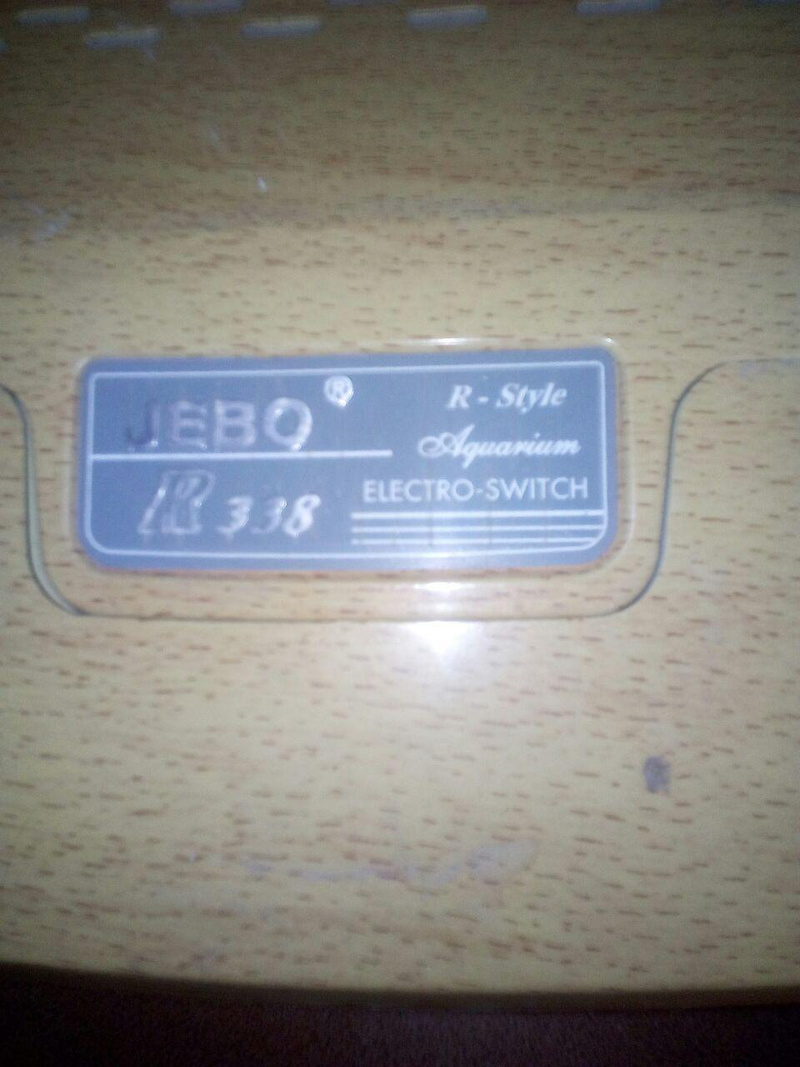 JEBO®
R 338
R - Style
Aquarium
ELECTRO-SWITCH